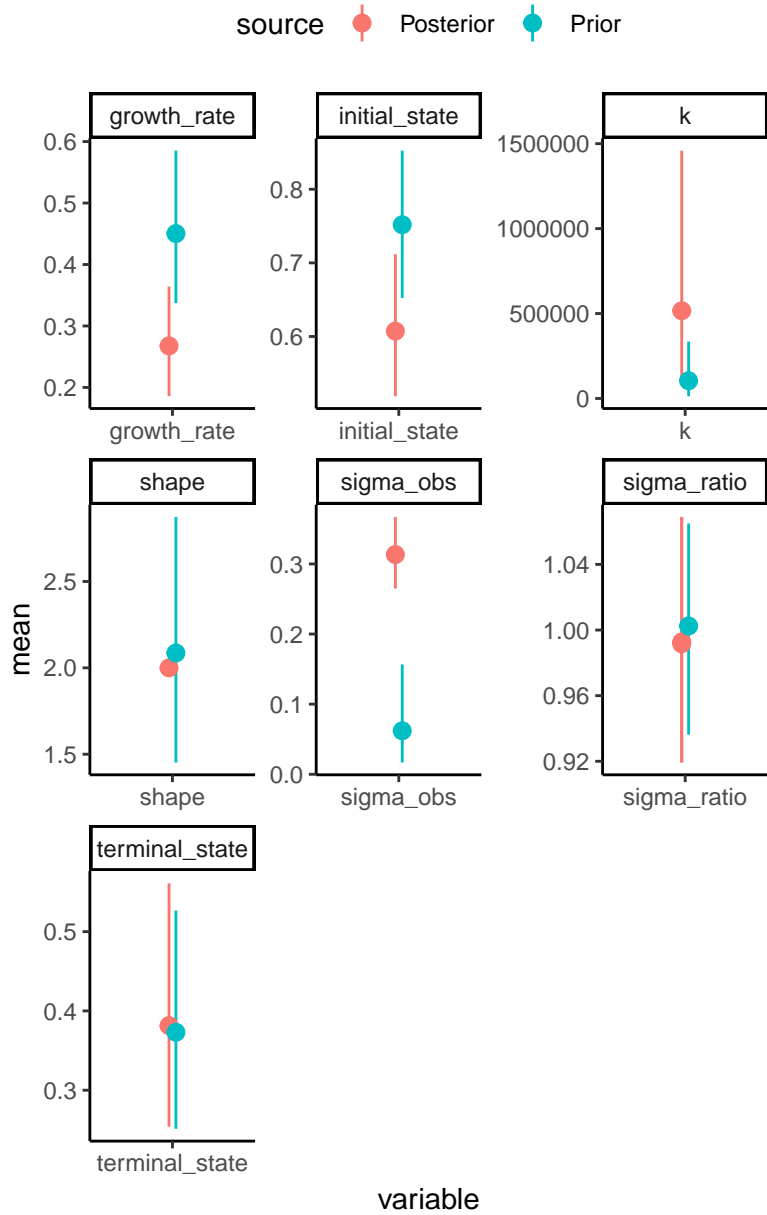 source Posterior Prior
growth_rate initial_state k
0.6
0.5
0.4
0.3
0.2
0.8
0.7
0.6
1500000
1000000
500000
0
growth_rate initial_state k
shape sigma_obs sigma_ratio
2.5
2.0
1.5
0.3
0.2
0.1
0.0
1.04
1.00
0.96
0.92
shape sigma_obs sigma_ratio
terminal_state
0.5
0.4
0.3
terminal_state
mean
variable